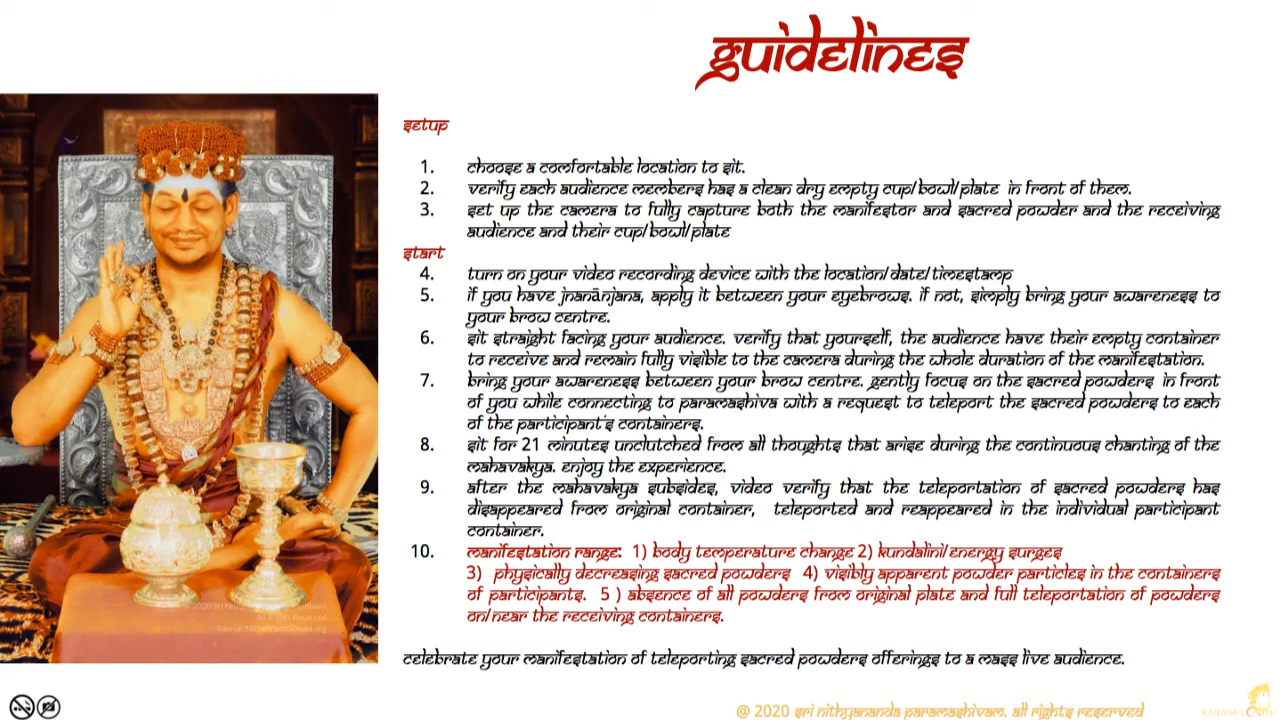 guidelines
setup
1. choose a comfortable location to sit.
2. verify each audience members has a clean dry empty cup/bowl/plate in front of them.
3. set up the camera to fully capture both the manifestor and sacred powder and the receiving
audience and their cup/bowl/plate
start
4. turn on your video recording device with the location/date/timestamp
5. if you have jnanānjana, apply it between your eyebrows. if not, simply bring your awareness to
your brow centre.
6. sit straight facing your audience. verify that yourself, the audience have their empty container
to receive and remain fully visible to the camera during the whole duration of the manifestation.
7. bring your awareness between your brow centre. gently focus on the sacred powders in front
of you while connecting to paramashiva with a request to teleport the sacred powders to each
of the participant's containers.
8. sit for 21 minutes unclutched from all thoughts that arise during the continuous chanting of the
mahavakya. enjoy the experience.
9. after the mahavakya subsides, video verify that the teleportation of sacred powders has
disappeared from original container, teleported and reappeared in the individual participant
container.
10. manifestation range: 1) body temperature change 2) kundalini/energy surges
3) physically decreasing sacred powders 4) visibly apparent powder particles in the containers
of participants. 5 ) absence of all powders from original plate and full teleportation of powders
on/near the receiving containers.
celebrate your manifestation of teleporting sacred powders offerings to a mass live audience.
© 2020 Sri Nithyananda Paramashivam
All Rights Reserved
Source: Nithyanandapedia.org
@ 2020 sri nithyananda paramashivam. all rights reserved